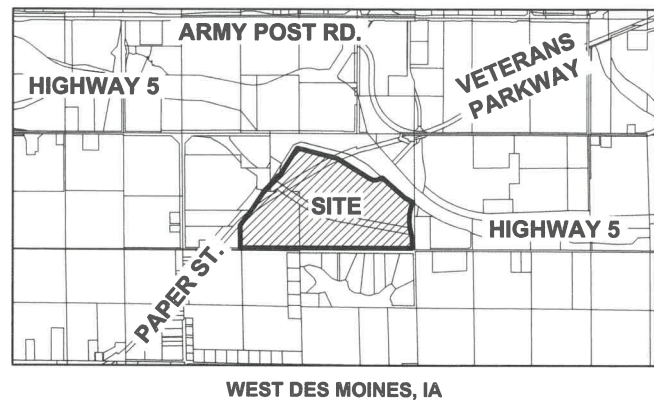 ARMY POST RD.
HIGHWAY 5
VETERANS
PARKWAY
SITE
HIGHWAY 5
PAPER ST.
WEST DES MOINES, IA